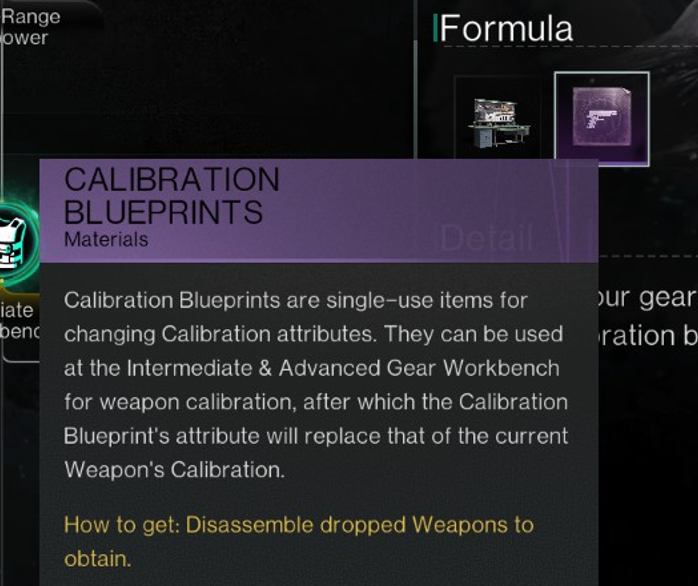 Range
ower
Formula
CALIBRATION
BLUEPRINTS
Materials
Detail
Calibration Blueprints are single-use items for
changing Calibration attributes. They can be used
at the Intermediate & Advanced Gear Workbench
for weapon calibration, after which the Calibration
Blueprint's attribute will replace that of the current
Weapon's Calibration.
How to get: Disassemble dropped Weapons to
obtain.
our gear
ration b
iate
benc